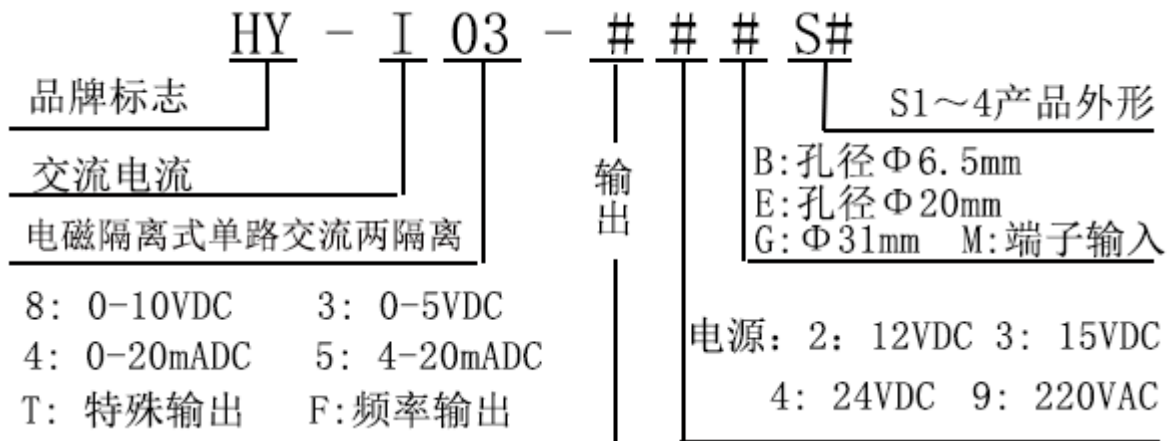 HY - I 03 - # # # S#
品牌标志
S1～4产品外形
交流电流
输出
B:孔径Φ6.5mm
E:孔径Φ20mm
G:Φ31mm M:端子输入
电磁隔离式单路交流两隔离
8: 0-10VDC 3: 0-5VDC
4: 0-20mADC 5: 4-20mADC
T: 特殊输出 F:频率输出
电源: 2: 12VDC 3: 15VDC
4: 24VDC 9: 220VAC